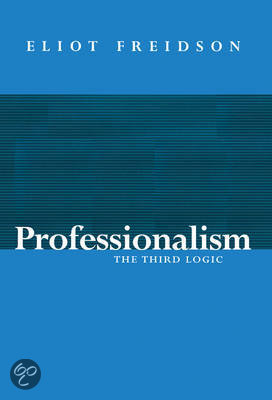 ELIOT FREIDSON
Professionalism
THE THIRD LOGIC